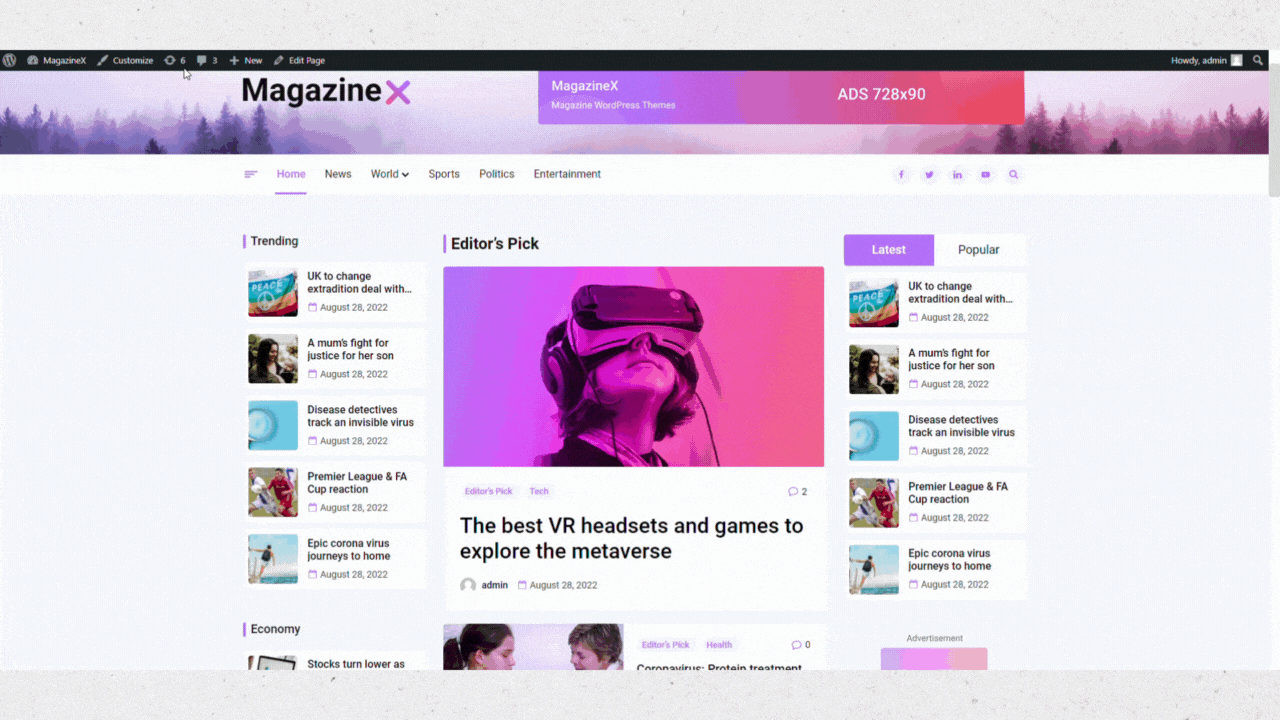 MagazineX Customize 6 3 New Edit Page Howdy, admin
MagazineX
MagazineX
Magazine WordPress Themes
ADS 728x90
Home News World Sports Politics Entertainment
Trending
UK to change
extradition deal with...
August 28, 2022
A mum's fight for
justice for her son
August 28, 2022
Disease detectives
track an invisible virus
August 28, 2022
Premier League & FA
Cup reaction
August 28, 2022
Epic corona virus
journeys to home
August 28, 2022
Economy
Stocks turn lower as
Editor's Pick
Editor's Pick Tech 2
The best VR headsets and games to
explore the metaverse
admin August 28, 2022
Editor's Pick Health 0
Coronavirus: Protein treatment
Latest Popular
UK to change
extradition deal with...
August 28, 2022
A mum's fight for
justice for her son
August 28, 2022
Disease detectives
track an invisible virus
August 28, 2022
Premier League & FA
Cup reaction
August 28, 2022
Epic corona virus
journeys to home
August 28, 2022
Advertisement